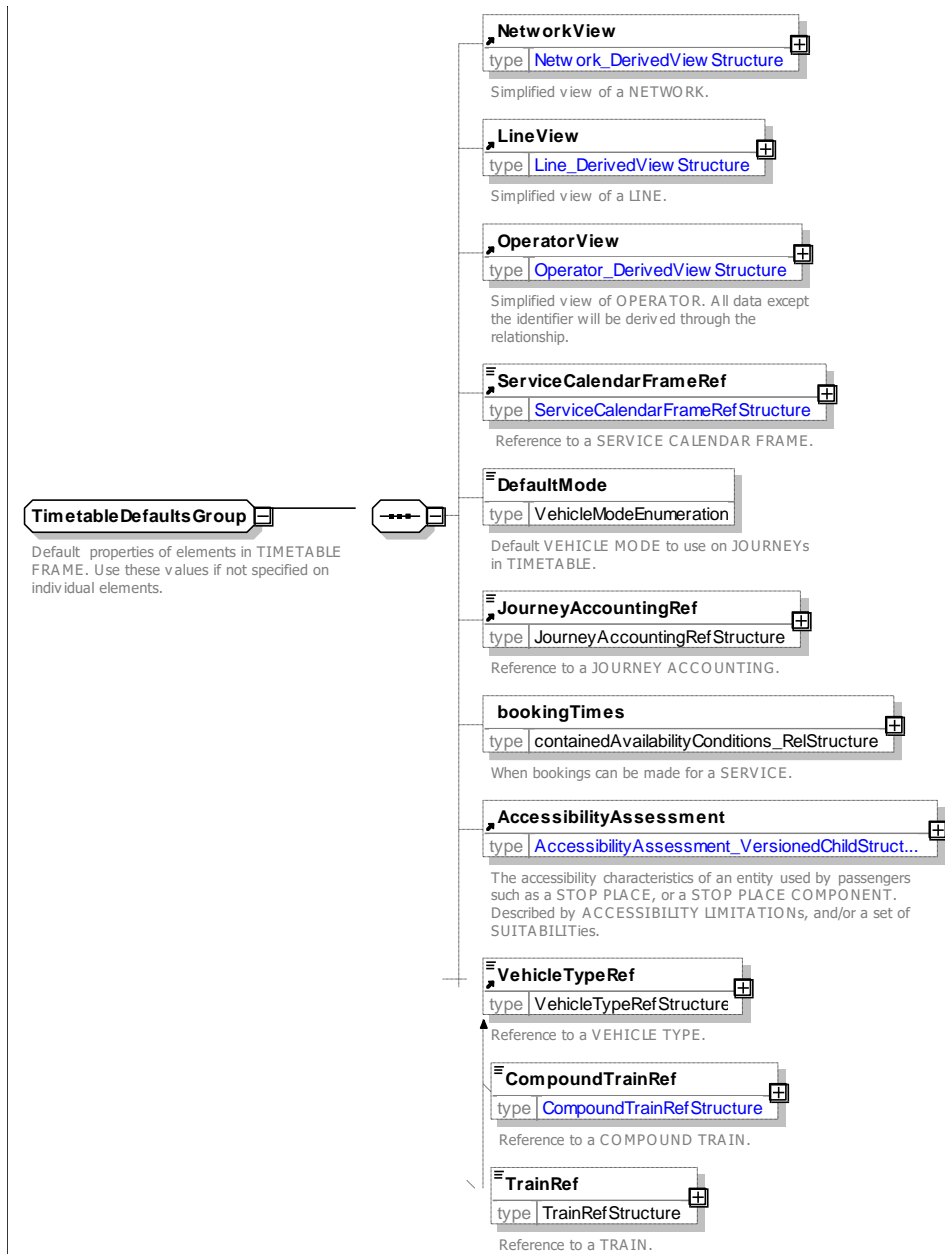 NetworkView
type Network_DerivedViewStructure
Simplified view of a NETWORK.
LineView
type Line_DerivedViewStructure
Simplified view of a LINE.
OperatorView
type Operator_DerivedViewStructure
Simplified view of OPERATOR. All data except
the identifier will be derived through the
relationship.
ServiceCalendarFrameRef
type ServiceCalendarFrameRefStructure
Reference to a SERVICE CALENDAR FRAME.
DefaultMode
type VehicleModeEnumeration
Default VEHICLE MODE to use on JOURNEYs
in TIMETABLE.
TimetableDefaultsGroup
Default properties of elements in TIMETABLE
FRAME. Use these values if not specified on
individual elements.
JourneyAccountingRef
type JourneyAccountingRefStructure
Reference to a JOURNEY ACCOUNTING.
bookingTimes
type containedAvailabilityConditions_RelStructure
When bookings can be made for a SERVICE.
AccessibilityAssessment
type AccessibilityAssessment_VersionedChildStruct...
The accessibility characteristics of an entity used by passengers
such as a STOP PLACE, or a STOP PLACE COMPONENT.
Described by ACCESSIBILITY LIMITATIONs, and/or a set of
SUITABILITies.
VehicleTypeRef
type VehicleTypeRefStructure
Reference to a VEHICLE TYPE.
CompoundTrainRef
type CompoundTrainRefStructure
Reference to a COMPOUND TRAIN.
TrainRef
type TrainRefStructure
Reference to a TRAIN.